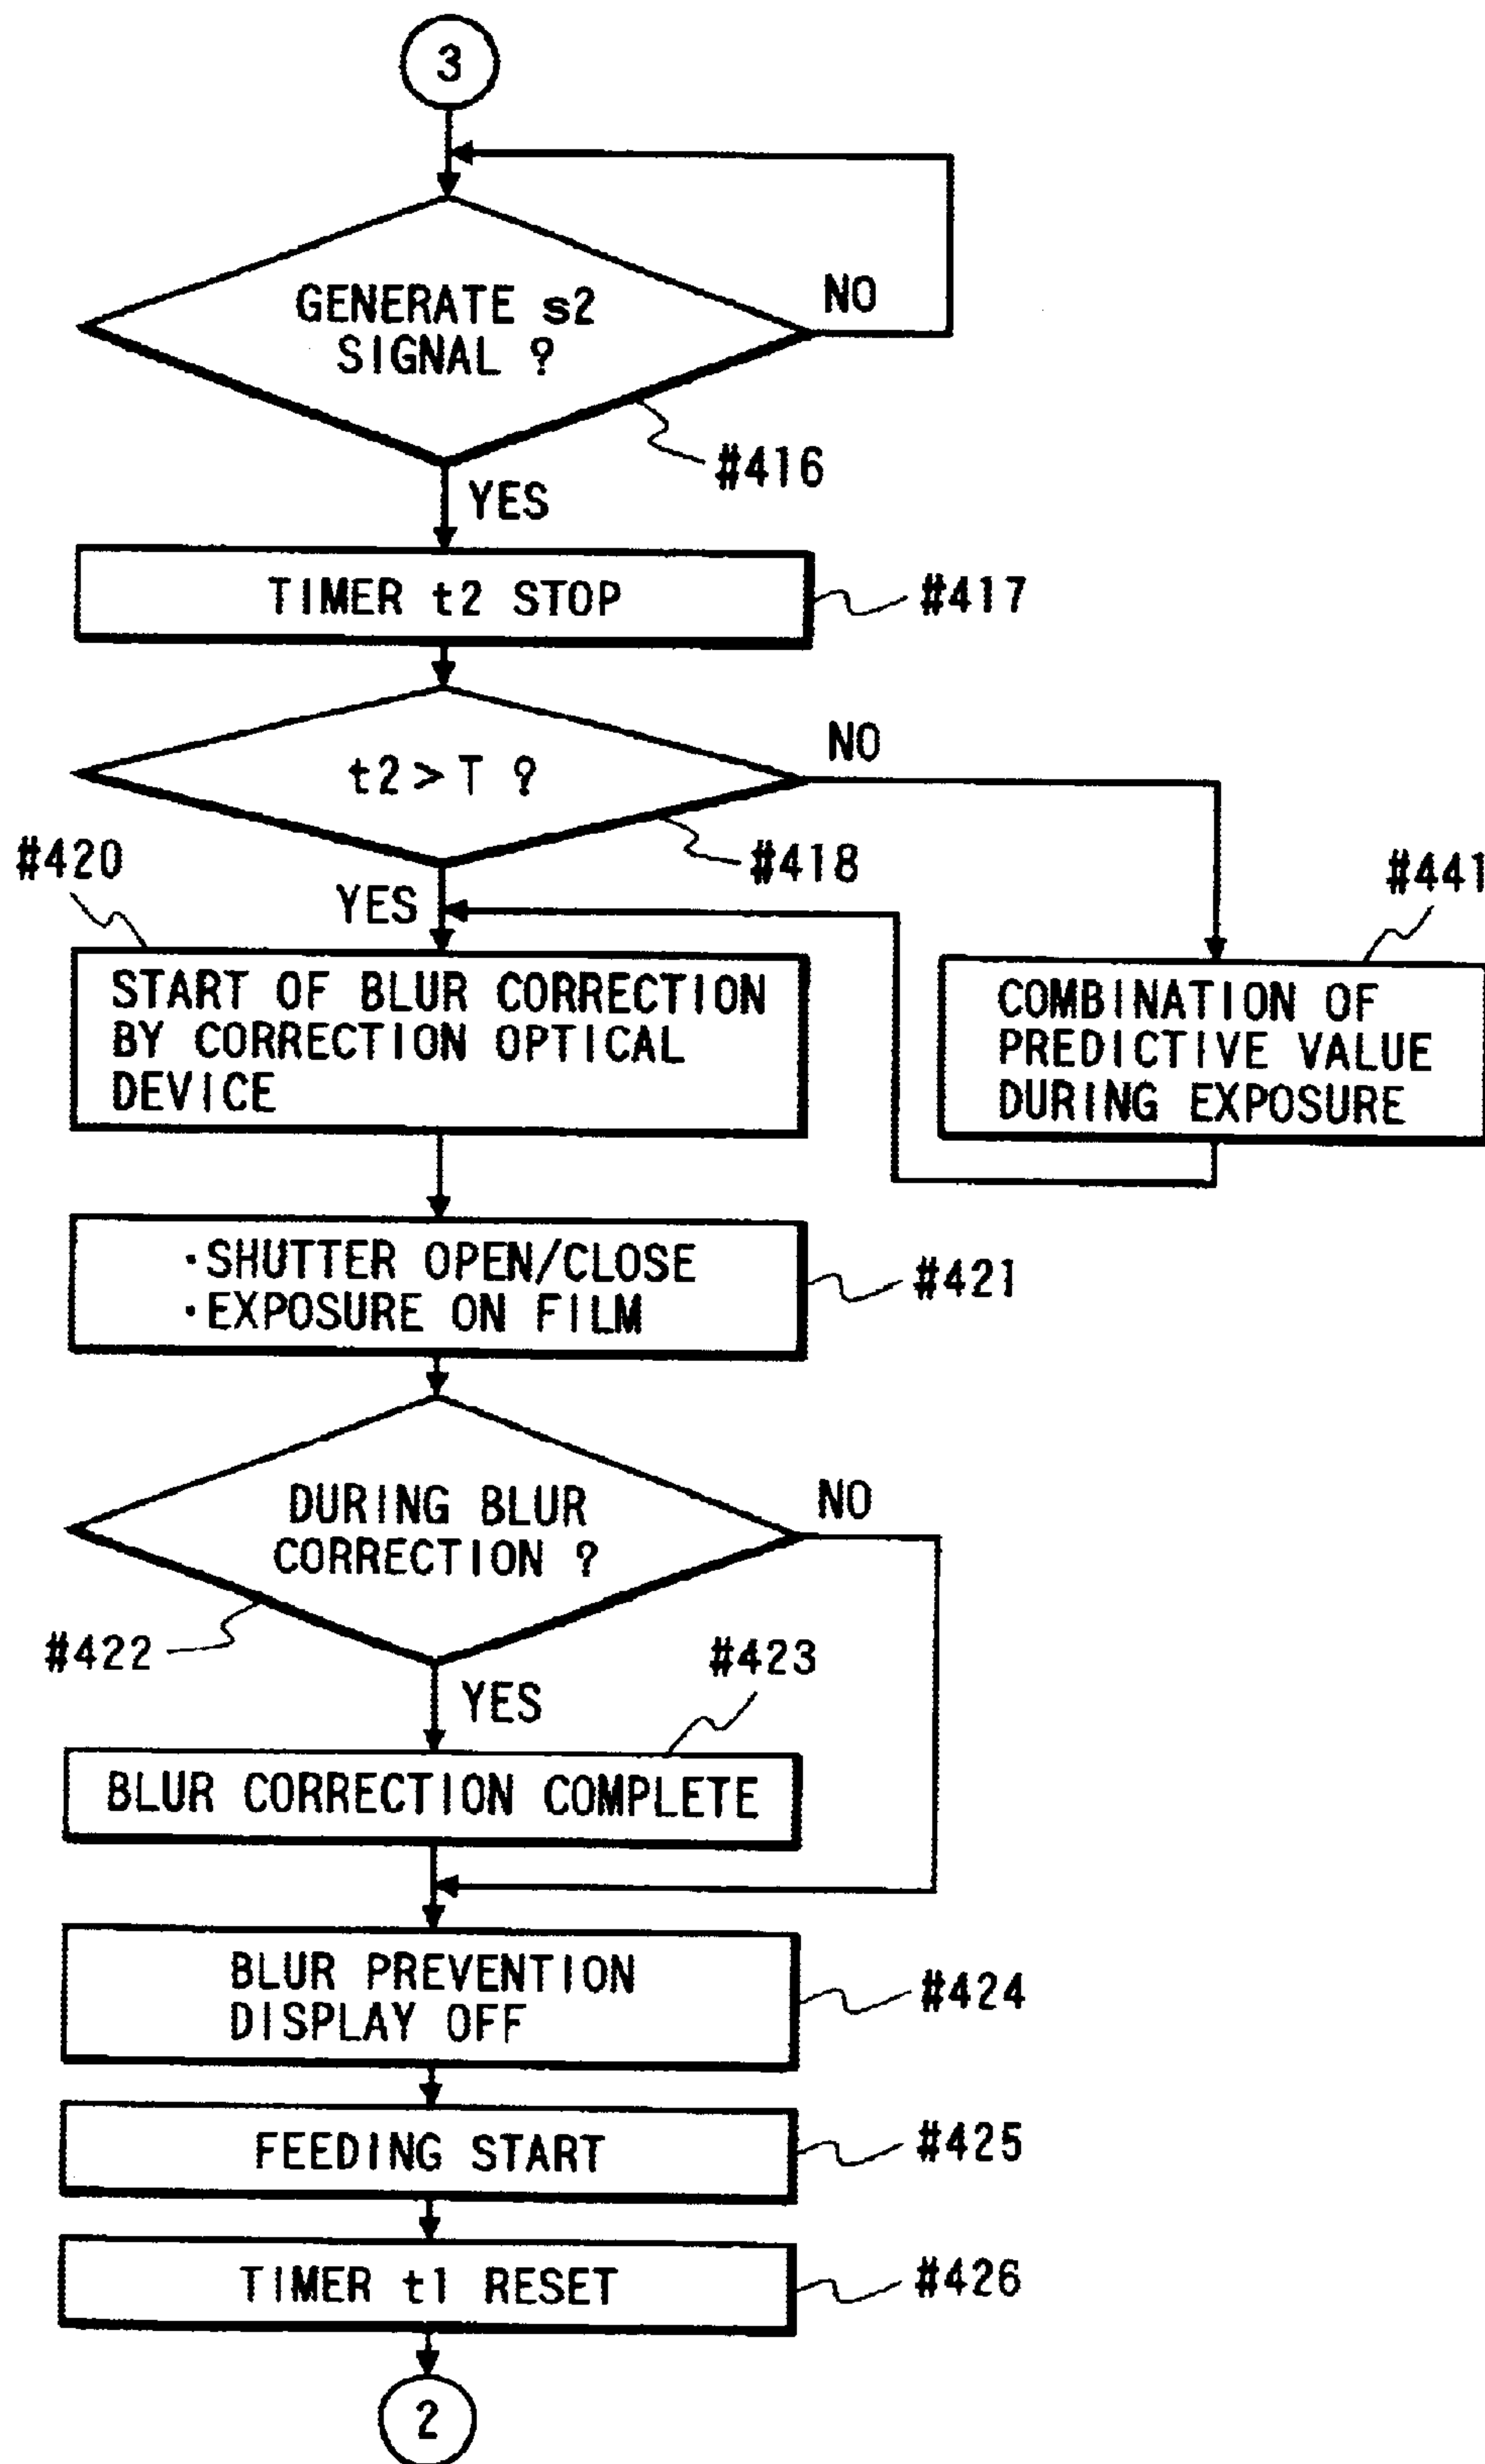 3
GENERATE s2
SIGNAL ?
NO
#416
YES
TIMER t2 STOP
#417
t2 > T ?
NO
#418
#420
YES
#441
START OF BLUR CORRECTION
BY CORRECTION OPTICAL
DEVICE
COMBINATION OF
PREDICTIVE VALUE
DURING EXPOSURE
·SHUTTER OPEN/CLOSE
·EXPOSURE ON FILM
#421
DURING BLUR
CORRECTION ?
NO
#422
#423
YES
BLUR CORRECTION COMPLETE
BLUR PREVENTION
DISPLAY OFF
#424
FEEDING START
#425
TIMER t1 RESET
#426
2